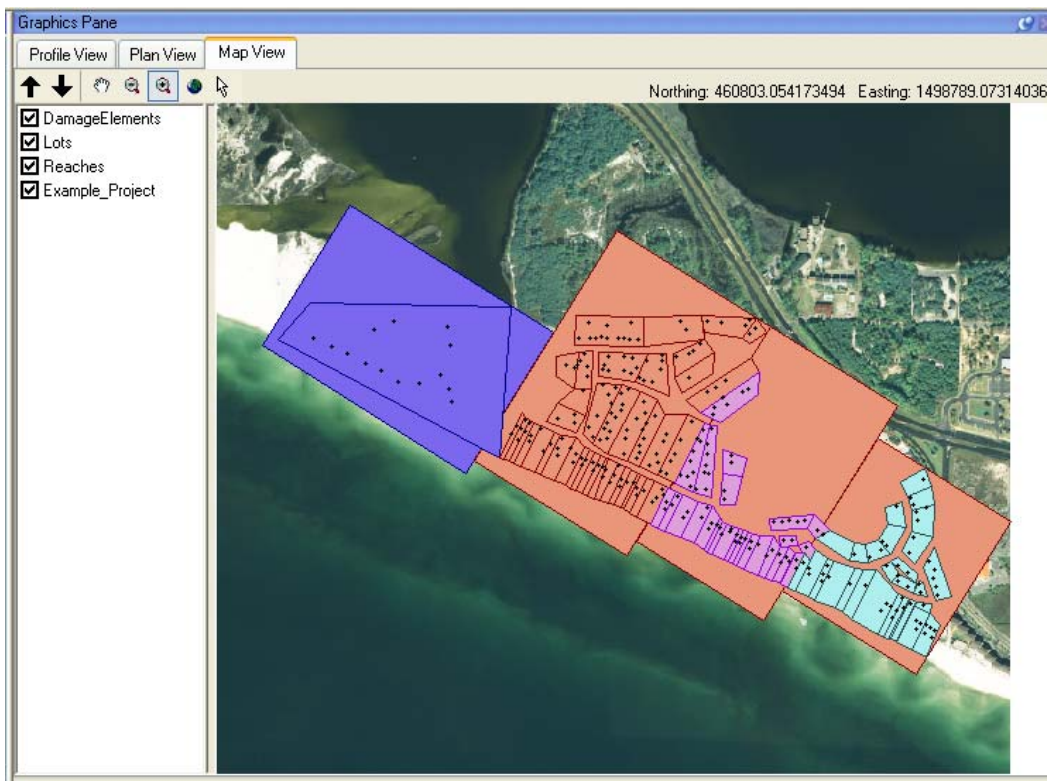 Graphics Pane
Profile View Plan View Map View
Northing: 460803.054173494 Easting: 1498789.07314036
DamageElements
Lots
Reaches
Example_Project